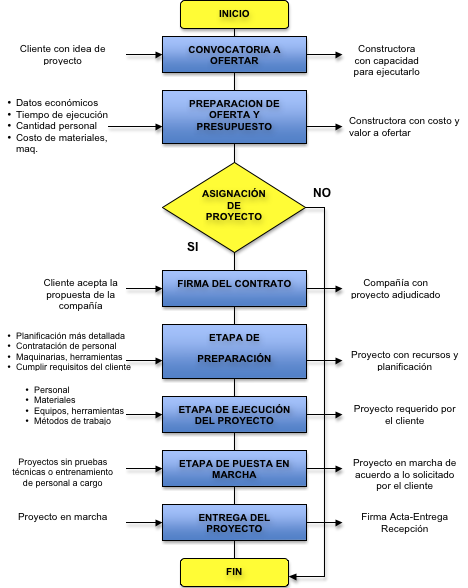 INICIO
Cliente con idea de
proyecto
CONVOCATORIA A
OFERTAR
Constructora
con capacidad
para ejecutarlo
• Datos económicos
• Tiempo de ejecución
• Cantidad personal
• Costo de materiales,
maq.
PREPARACION DE
OFERTA Y
PRESUPUESTO
Constructora con costo y
valor a ofertar
ASIGNACIÓN
DE
PROYECTO
NO
SI
Cliente acepta la
propuesta de la
compañía
FIRMA DEL CONTRATO
Compañía con
proyecto adjudicado
• Planificación más detallada
• Contratación de personal
• Maquinarias, herramientas
• Cumplir requisitos del cliente
ETAPA DE
PREPARACIÓN
Proyecto con recursos y
planificación
• Personal
• Materiales
• Equipos, herramientas
• Métodos de trabajo
ETAPA DE EJECUCIÓN
DEL PROYECTO
Proyecto requerido por
el cliente
Proyectos sin pruebas
técnicas o entrenamiento
de personal a cargo
ETAPA DE PUESTA EN
MARCHA
Proyecto en marcha de
acuerdo a lo solicitado
por el cliente
Proyecto en marcha
ENTREGA DEL
PROYECTO
Firma Acta-Entrega
Recepción
FIN